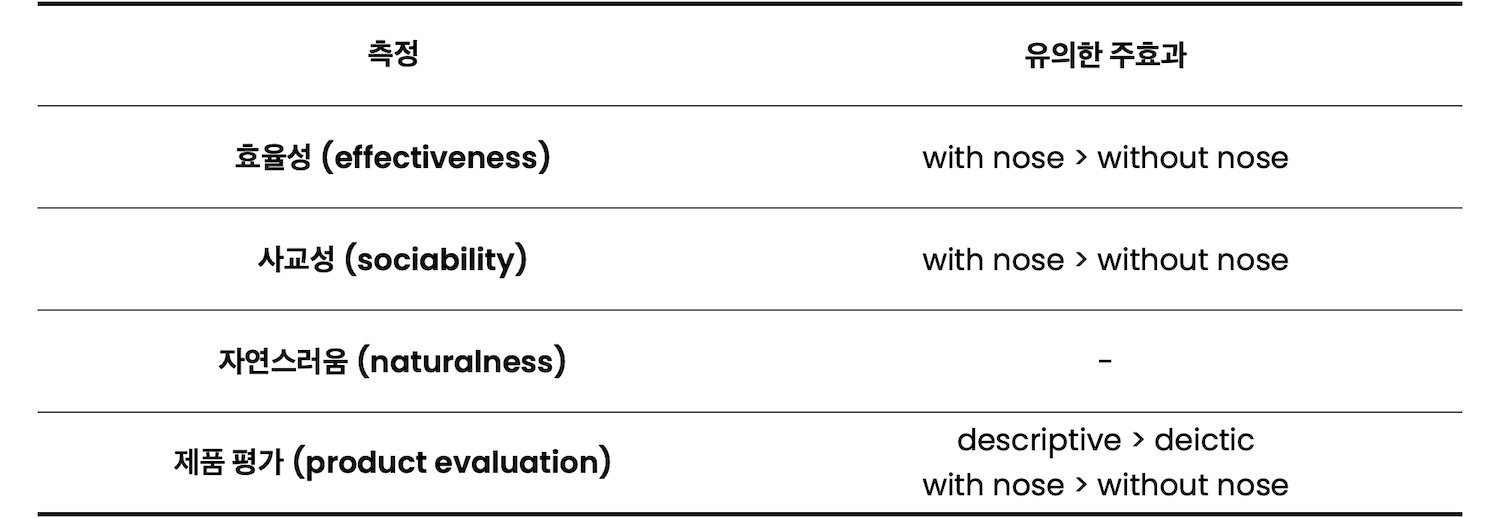 측정 유의한 주효과
효율성 (effectiveness) with nose > without nose
사교성 (sociability) with nose > without nose
자연스러움 (naturalness) -
제품 평가 (product evaluation) descriptive > deictic
with nose > without nose